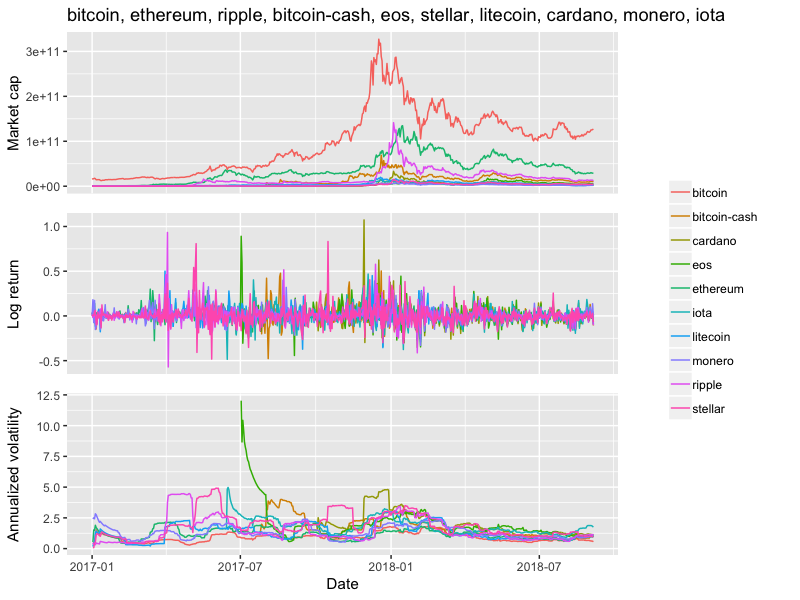 bitcoin, ethereum, ripple, bitcoin-cash, eos, stellar, litecoin, cardano, monero, iota
Market cap
3e+11
2e+11
1e+11
0e+00
Log return
1.0
0.5
0.0
-0.5
Annualized volatility
12.5
10.0
7.5
5.0
2.5
0.0
2017-01 2017-07 2018-01 2018-07
Date
bitcoin
bitcoin-cash
cardano
eos
ethereum
iota
litecoin
monero
ripple
stellar